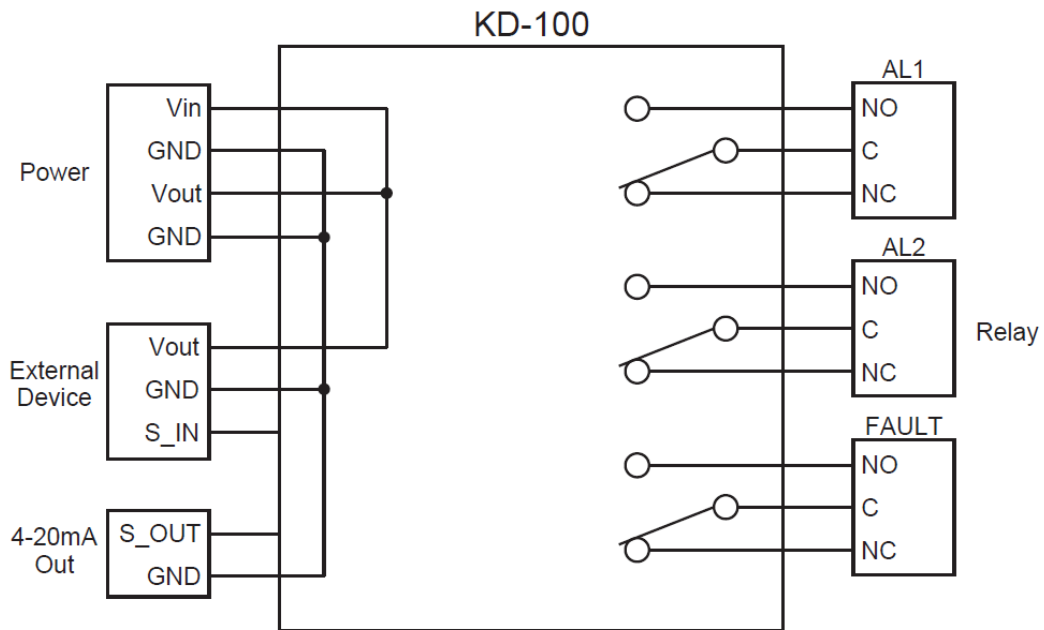 KD-100
Power
Vin
GND
Vout
GND
External
Device
Vout
GND
S_IN
4-20mA
Out
S_OUT
GND
AL1
NO
C
NC
AL2
NO
C
NC
Relay
FAULT
NO
C
NC